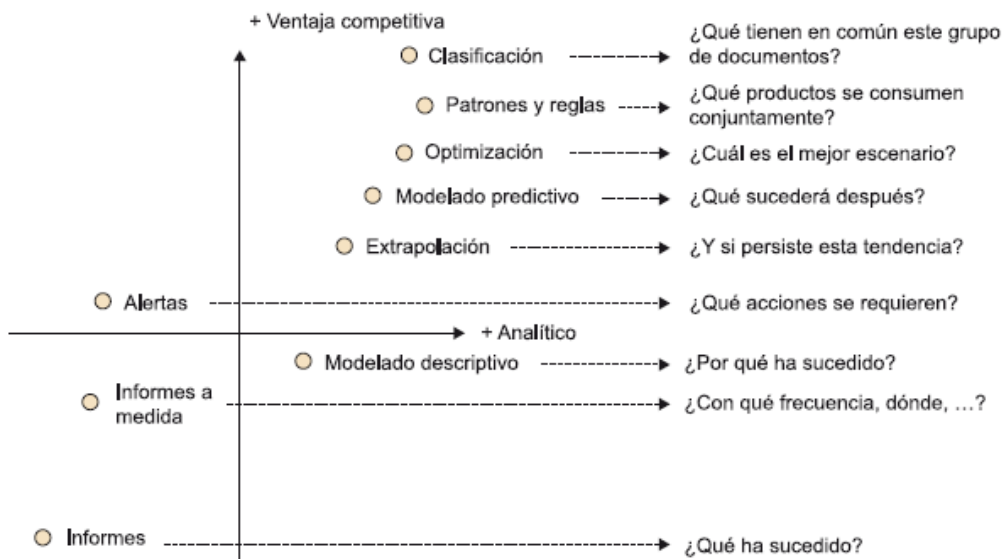 + Ventaja competitiva
Clasificación
¿Qué tienen en común este grupo
de documentos?
Patrones y reglas
¿Qué productos se consumen
conjuntamente?
Optimización
¿Cuál es el mejor escenario?
Modelado predictivo
¿Qué sucederá después?
Extrapolación
¿Y si persiste esta tendencia?
Alertas
¿Qué acciones se requieren?
+ Analítico
Modelado descriptivo
¿Por qué ha sucedido?
Informes a
medida
¿Con qué frecuencia, dónde, …?
Informes
¿Qué ha sucedido?